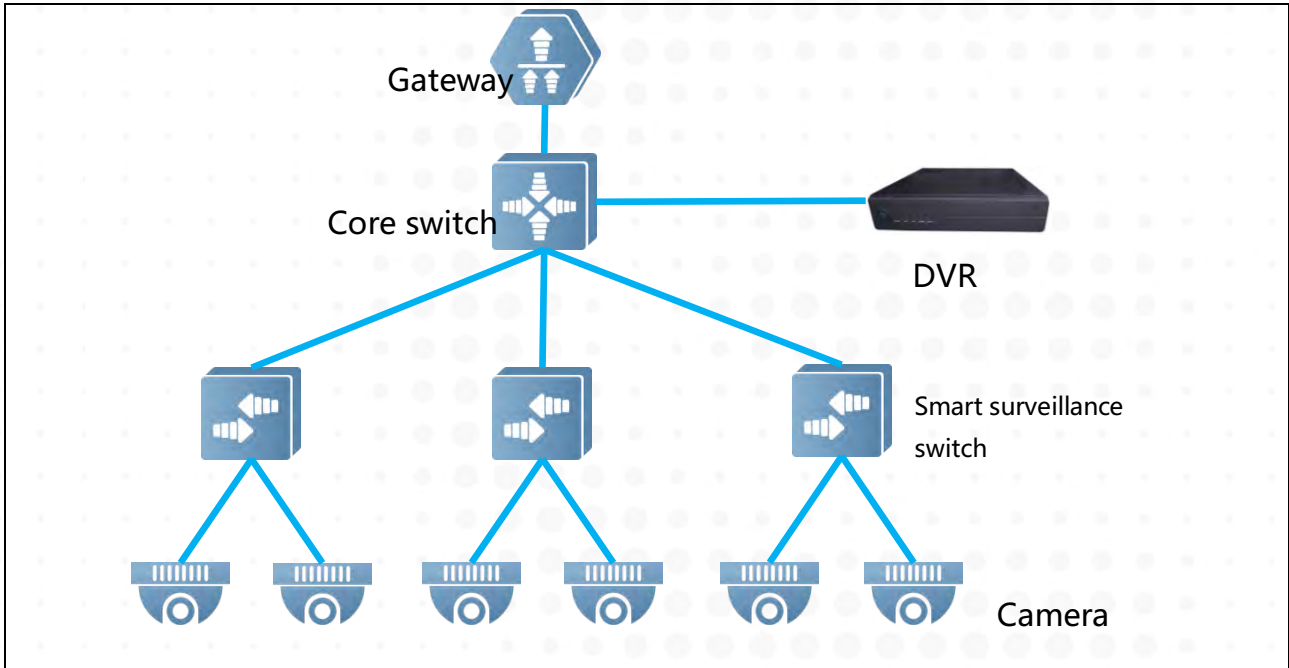 Gateway
Core switch
DVR
Smart surveillance
switch
Camera